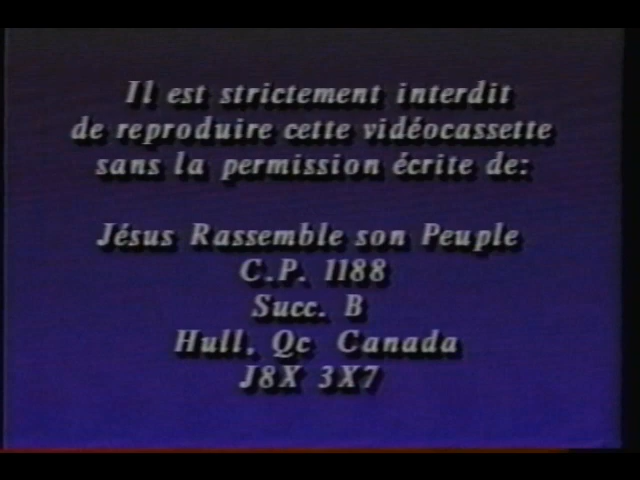 Il est strictement interdit
de reproduire cette vidéocassette
sans la permission écrite de:
Jésus Rassemble son Peuple
C.P. 1188
Succ. B
Hull, Qc Canada
J8X 3X7